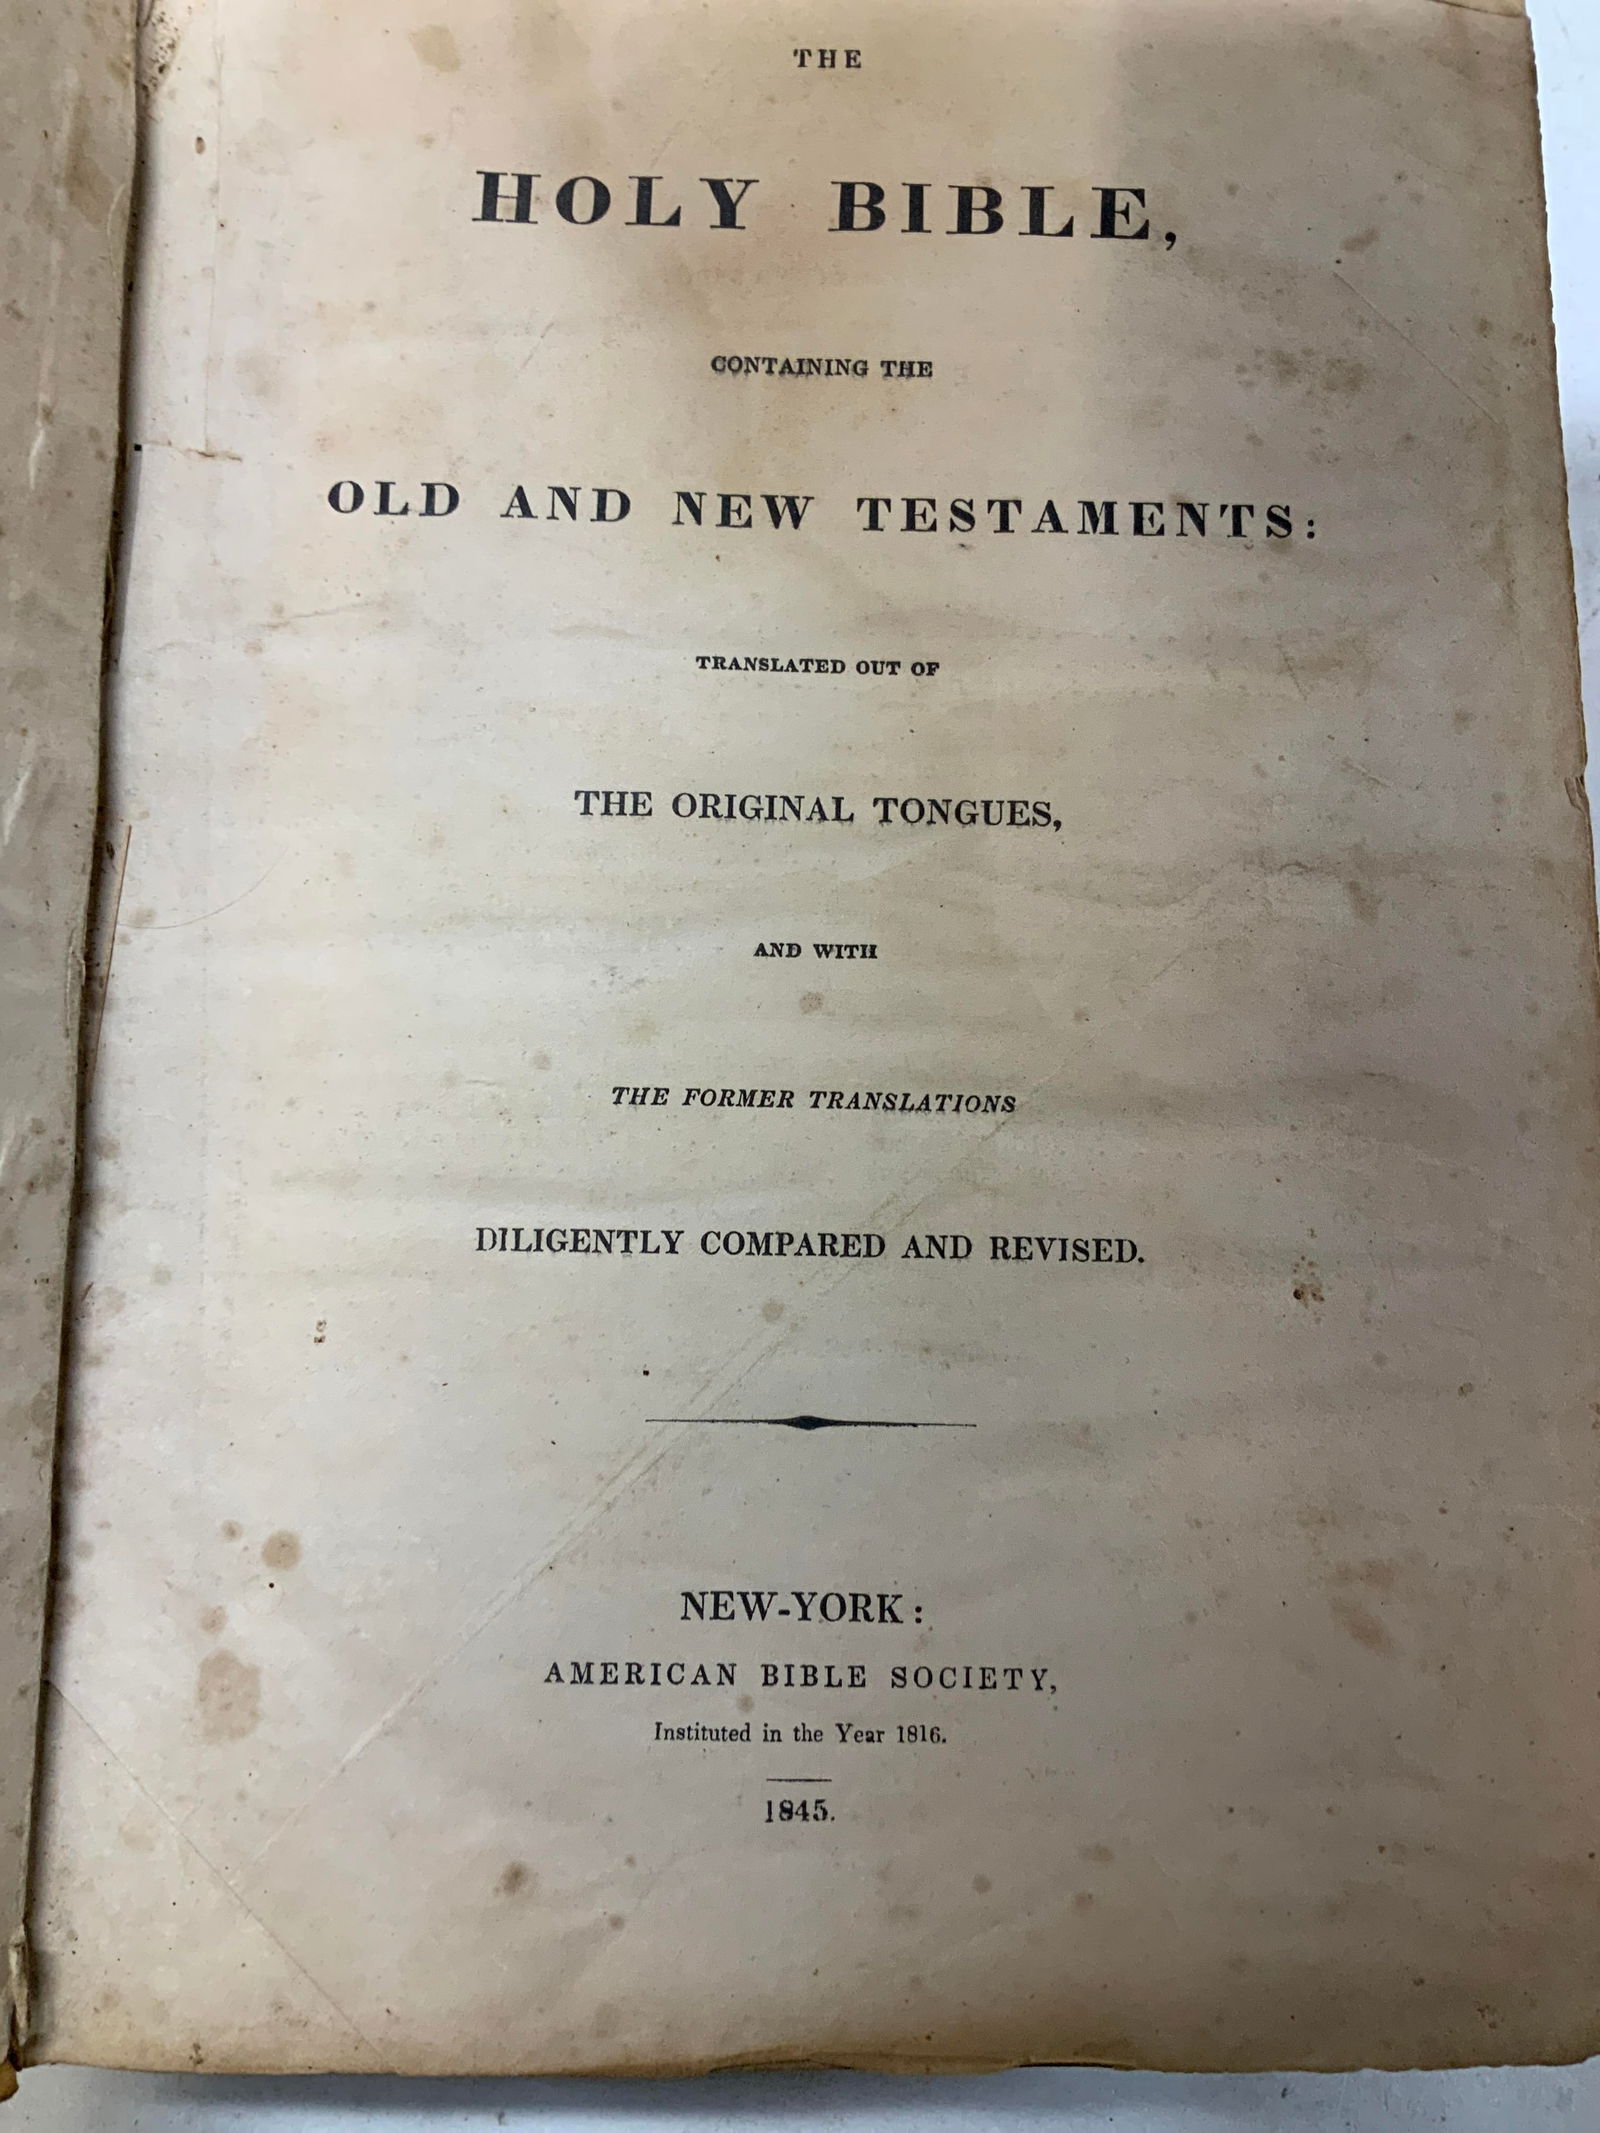 THE
HOLY BIBLE,
CONTAINING THE
OLD AND NEW TESTAMENTS:
TRANSLATED OUT OF
THE ORIGINAL TONGUES,
AND WITH
THE FORMER TRANSLATIONS
DILIGENTLY COMPARED AND REVISED.
NEW-YORK:
AMERICAN BIBLE SOCIETY,
Instituted in the Year 1816.
1845.